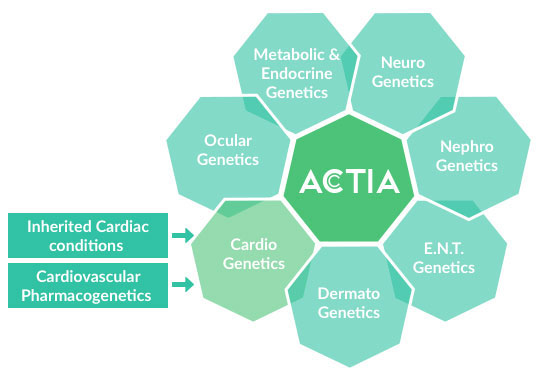 Metabolic &
Endocrine
Genetics
Neuro
Genetics
Ocular
Genetics
Nephro
Genetics
ACCTIA
Inherited Cardiac
conditions
Cardio
Genetics
E.N.T.
Genetics
Cardiovascular
Pharmacogenetics
Dermato
Genetics